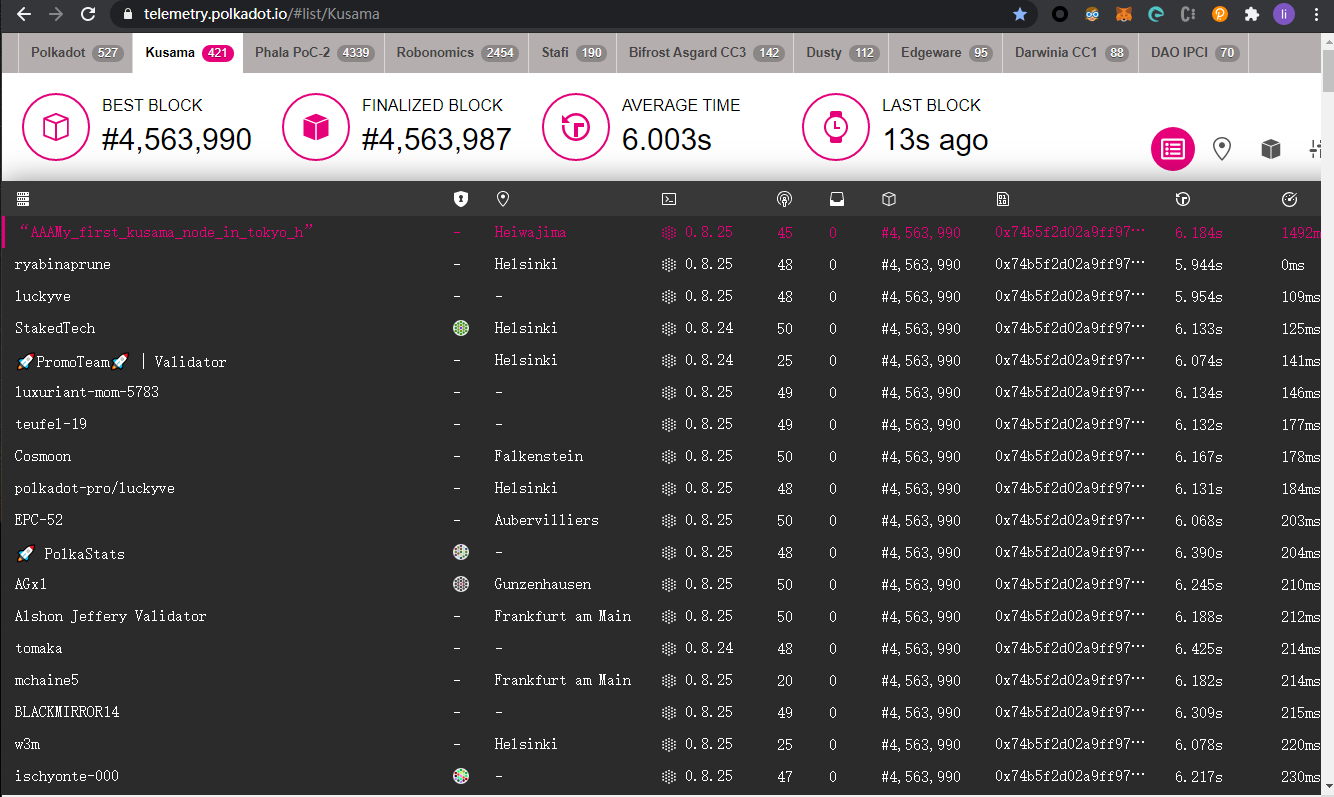 telemetry.polkadot.io/#list/Kusama
li
Polkadot 527 Kusama 421 Phala PoC-2 4339 Robonomics 2454 Stafi 190 Bifrost Asgard CC3 142 Dusty 112 Edgeware 95 Darwinia CC1 88 DAO IPCI 70
BEST BLOCK FINALIZED BLOCK AVERAGE TIME LAST BLOCK
#4,563,990 #4,563,987 6.003s 13s ago
“AAAMy_first_kusama_node_in_tokyo_h” - Heiwajima 0.8.25 45 0 #4,563,990 0x74b5f2d02a9ff97… 6.184s 1492m
ryabinaprune - Helsinki 0.8.25 48 0 #4,563,990 0x74b5f2d02a9ff97… 5.944s 0ms
luckyve - - 0.8.25 48 0 #4,563,990 0x74b5f2d02a9ff97… 5.954s 109ms
StakedTech Helsinki 0.8.24 50 0 #4,563,990 0x74b5f2d02a9ff97… 6.133s 125ms
🚀PromoTeam🚀 | Validator - Helsinki 0.8.24 25 0 #4,563,990 0x74b5f2d02a9ff97… 6.074s 141ms
luxuriant-mom-5783 - - 0.8.25 49 0 #4,563,990 0x74b5f2d02a9ff97… 6.134s 146ms
teufel-19 - - 0.8.25 49 0 #4,563,990 0x74b5f2d02a9ff97… 6.132s 177ms
Cosmoon - Falkenstein 0.8.25 50 0 #4,563,990 0x74b5f2d02a9ff97… 6.167s 178ms
polkadot-pro/luckyve - Helsinki 0.8.25 48 0 #4,563,990 0x74b5f2d02a9ff97… 6.131s 184ms
EPC-52 - Aubervilliers 0.8.25 50 0 #4,563,990 0x74b5f2d02a9ff97… 6.068s 203ms
🚀 PolkaStats - 0.8.25 48 0 #4,563,990 0x74b5f2d02a9ff97… 6.390s 204ms
AGx1 Gunzenhausen 0.8.25 50 0 #4,563,990 0x74b5f2d02a9ff97… 6.245s 210ms
Alshon Jeffery Validator - Frankfurt am Main 0.8.25 50 0 #4,563,990 0x74b5f2d02a9ff97… 6.188s 212ms
tomaka - - 0.8.24 48 0 #4,563,990 0x74b5f2d02a9ff97… 6.425s 214ms
mchaine5 - Frankfurt am Main 0.8.25 20 0 #4,563,990 0x74b5f2d02a9ff97… 6.182s 214ms
BLACKMIRROR14 - - 0.8.25 49 0 #4,563,990 0x74b5f2d02a9ff97… 6.309s 215ms
w3m - Helsinki 0.8.25 25 0 #4,563,990 0x74b5f2d02a9ff97… 6.078s 220ms
ischyonte-000 - 0.8.25 47 0 #4,563,990 0x74b5f2d02a9ff97… 6.217s 230ms